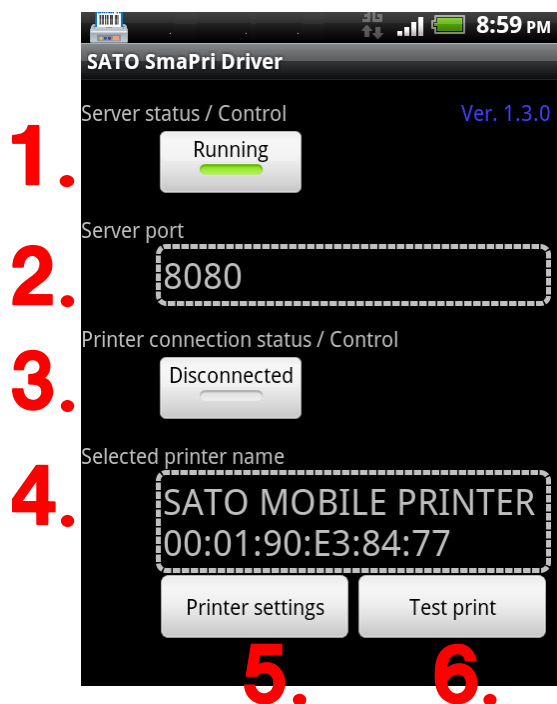 3G 8:59 PM
SATO SmaPri Driver
Server status / Control Ver. 1.3.0
1. Running
Server port
2. 8080
Printer connection status / Control
3. Disconnected
Selected printer name
4. SATO MOBILE PRINTER
00:01:90:E3:84:77
Printer settings Test print
5. 6.